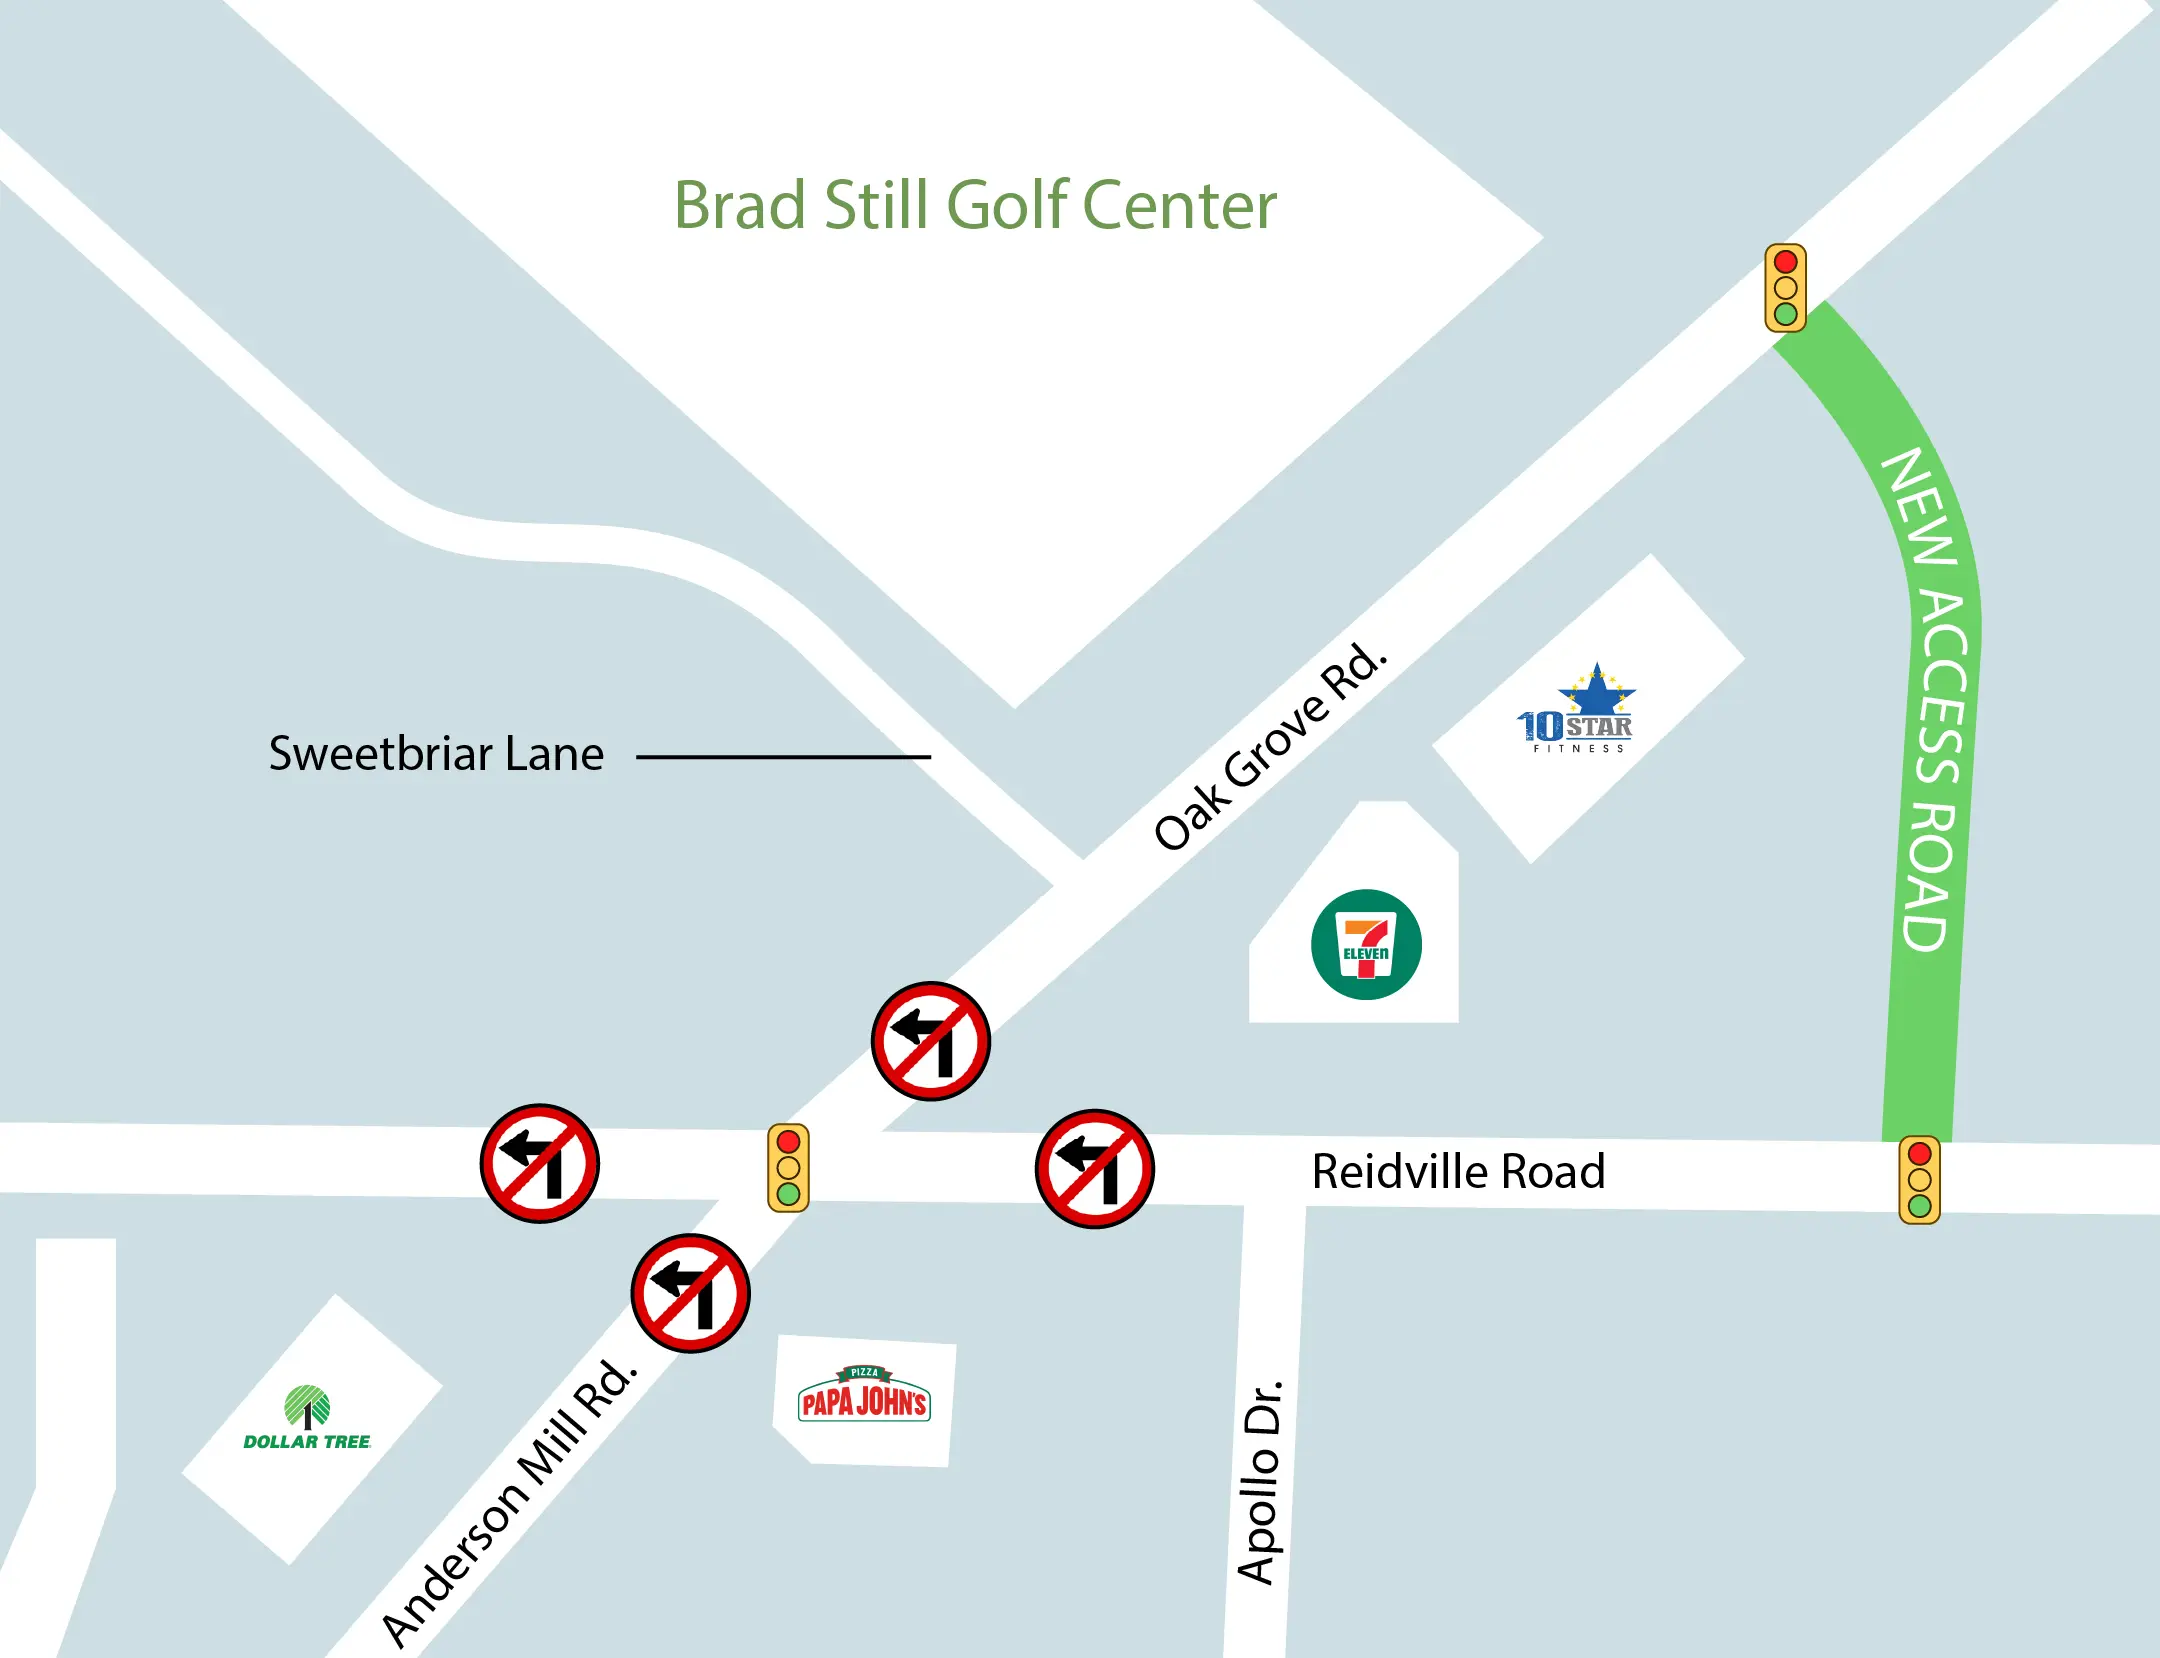 Brad Still Golf Center
NEW ACCESS ROAD
Oak Grove Rd.
10 STAR
FITNESS
Sweetbriar Lane
7
ELEVEn
Reidville Road
PIZZA
PAPA JOHN'S
DOLLAR TREE
Anderson Mill Rd.
Apollo Dr.